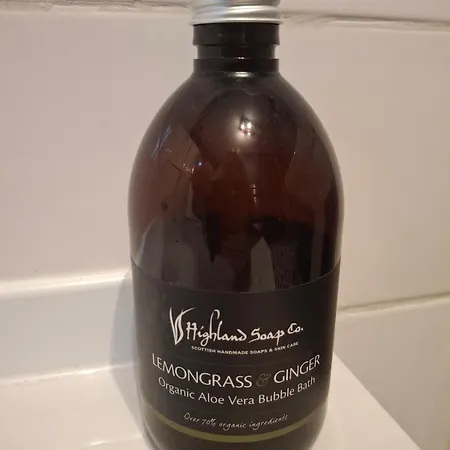 Highland Soap Co.
SCOTTISH HANDMADE SOAPS & SKIN CARE
LEMONGRASS & GINGER
Organic Aloe Vera Bubble Bath
Over 70% organic ingredients